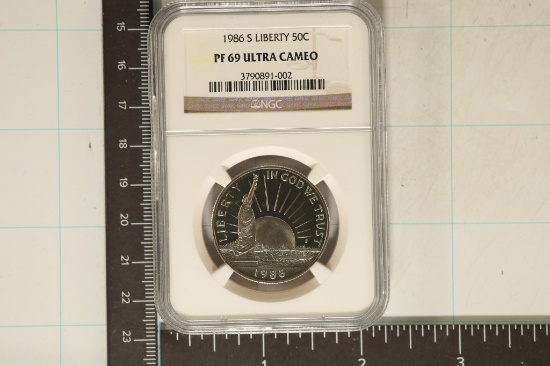 1986 S LIBERTY 50C
PF 69 ULTRA CAMEO
3790891-002
NGC
LIBERTY
IN GOD WE TRUST
1986
15
16
17
18
19
20
21
22
23
1
2
3